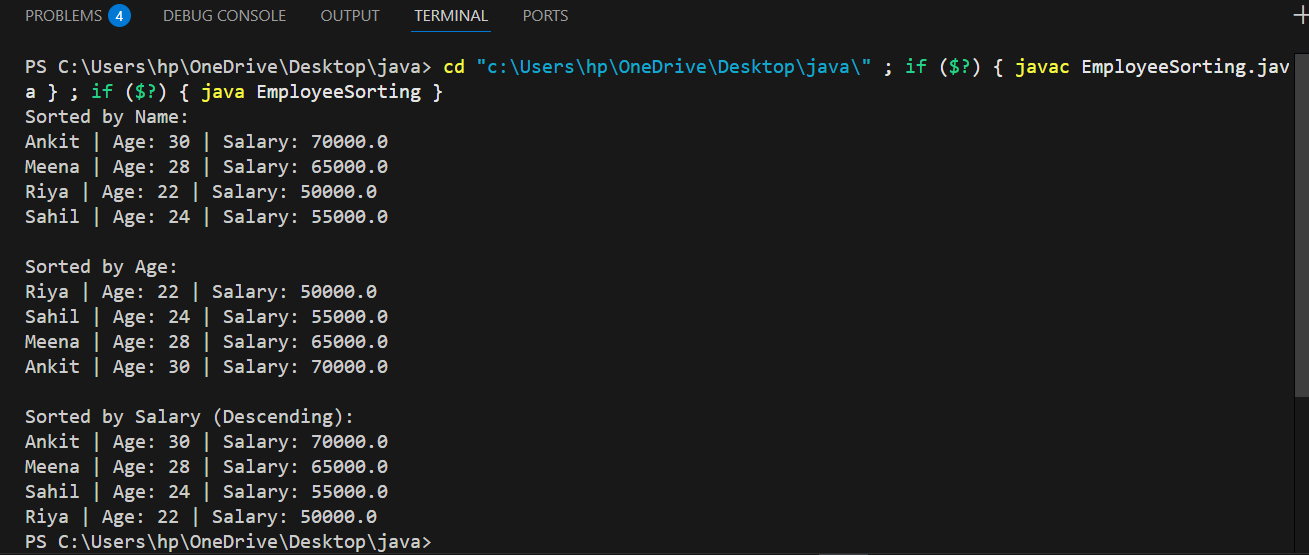 PROBLEMS 4 DEBUG CONSOLE OUTPUT TERMINAL PORTS
PS C:\Users\hp\OneDrive\Desktop\java> cd "c:\Users\hp\OneDrive\Desktop\java\" ; if ($?) { javac EmployeeSorting.jav
a } ; if ($?) { java EmployeeSorting }
Sorted by Name:
Ankit | Age: 30 | Salary: 70000.0
Meena | Age: 28 | Salary: 65000.0
Riya | Age: 22 | Salary: 50000.0
Sahil | Age: 24 | Salary: 55000.0

Sorted by Age:
Riya | Age: 22 | Salary: 50000.0
Sahil | Age: 24 | Salary: 55000.0
Meena | Age: 28 | Salary: 65000.0
Ankit | Age: 30 | Salary: 70000.0

Sorted by Salary (Descending):
Ankit | Age: 30 | Salary: 70000.0
Meena | Age: 28 | Salary: 65000.0
Sahil | Age: 24 | Salary: 55000.0
Riya | Age: 22 | Salary: 50000.0
PS C:\Users\hp\OneDrive\Desktop\java>